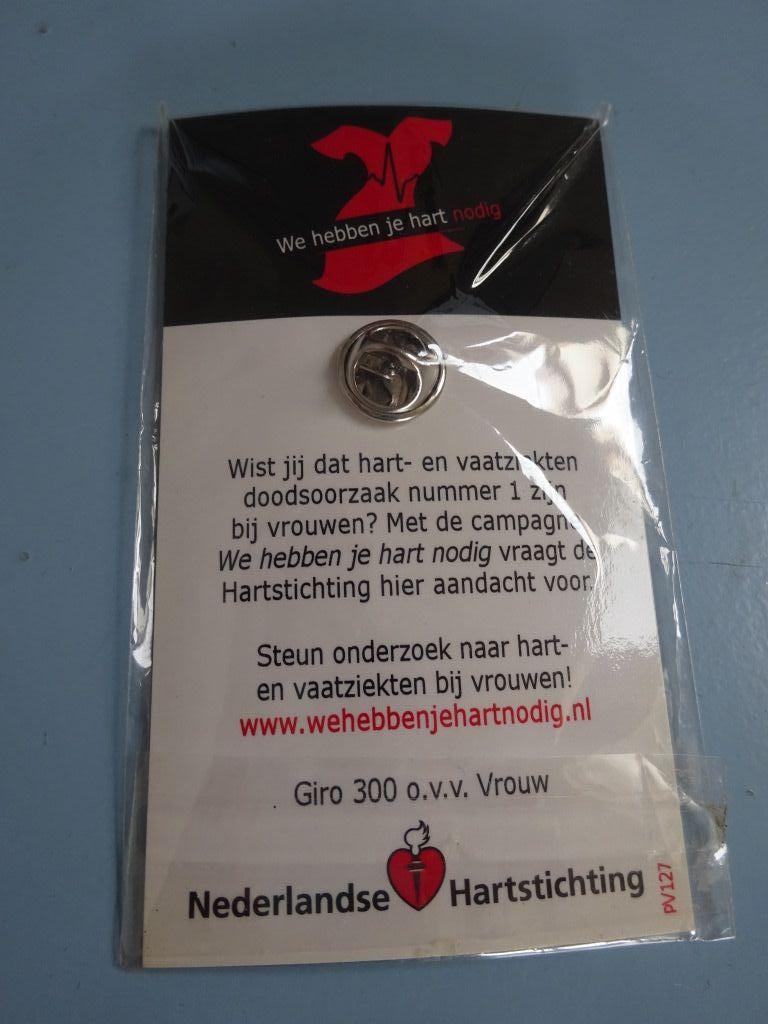 We hebben je hart nodig
Wist jij dat hart- en vaatziekten
doodsoorzaak nummer 1 zijn
bij vrouwen? Met de campagne
We hebben je hart nodig vraagt de
Hartstichting hier aandacht voor.
Steun onderzoek naar hart-
en vaatziekten bij vrouwen!
www.wehebbenjehartnodig.nl
Giro 300 o.v.v. Vrouw
Nederlandse Hartstichting
PV127